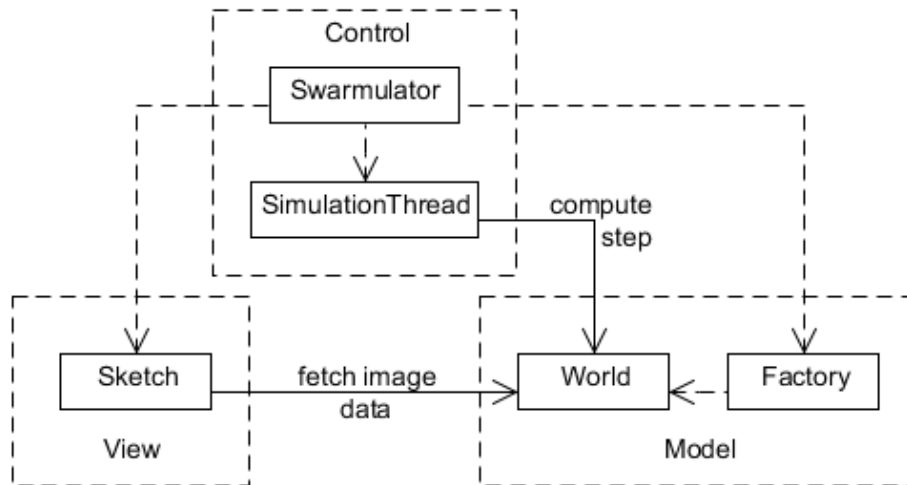 Control
Swarmulator
SimulationThread
compute
step
Sketch
fetch image
data
World
Factory
View
Model